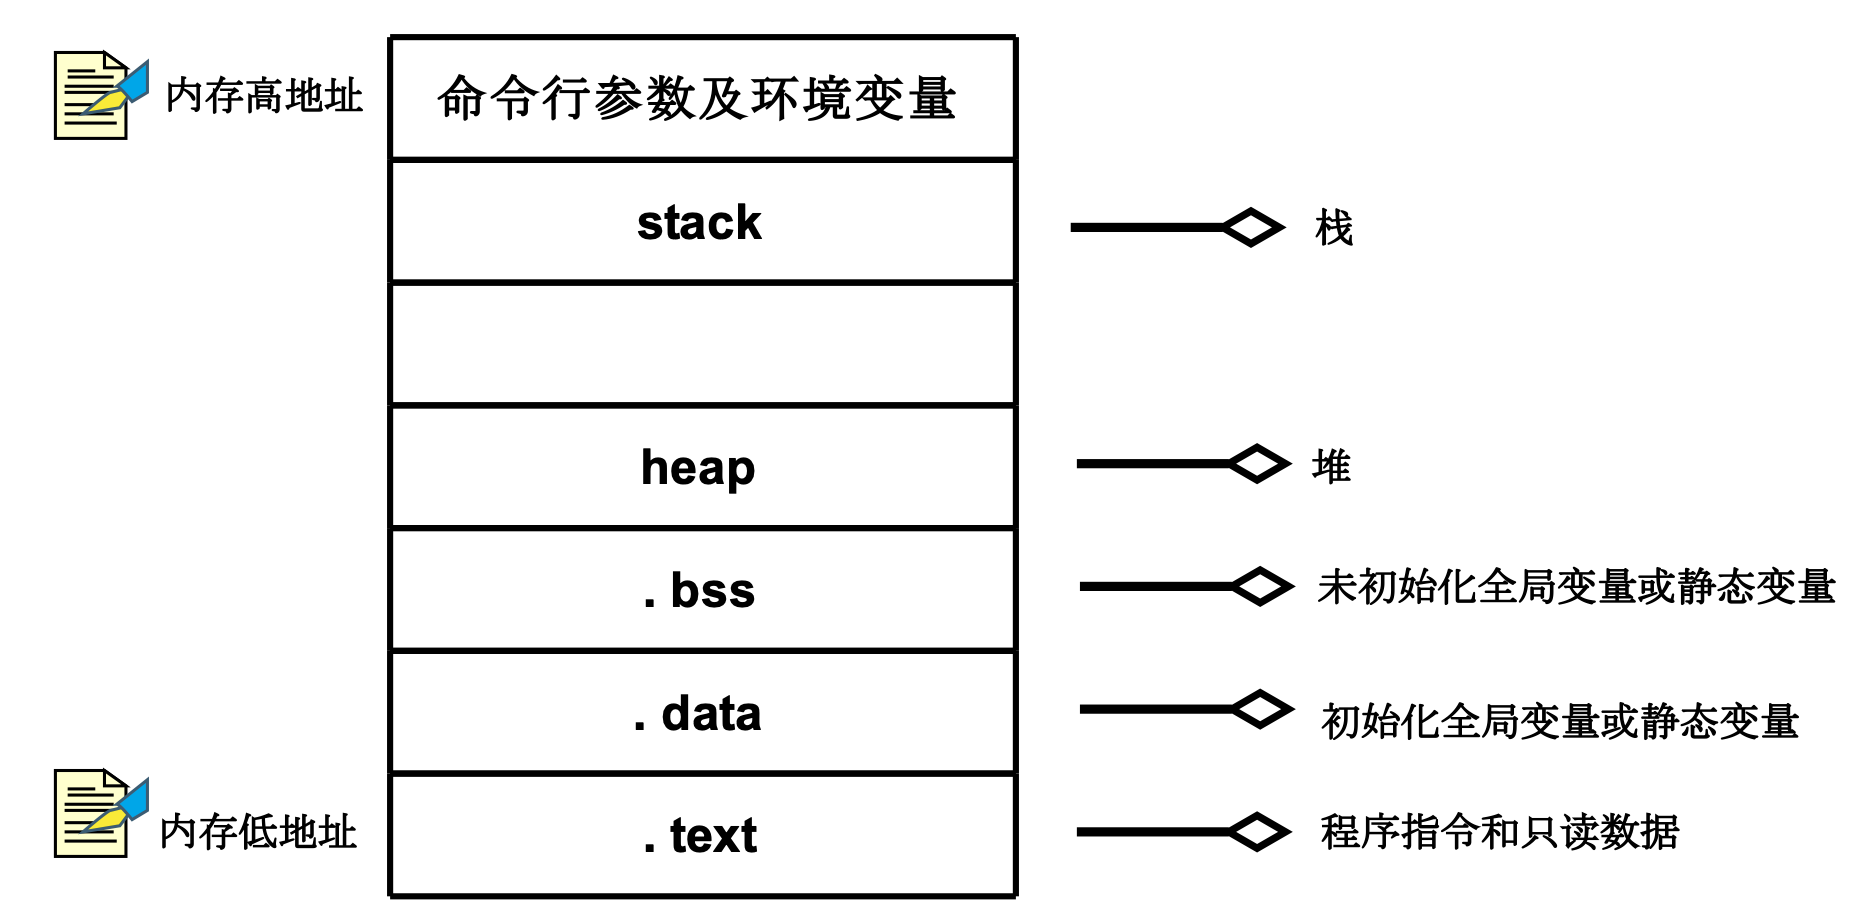 内存高地址
命令行参数及环境变量
stack
栈
heap
堆
. bss
未初始化全局变量或静态变量
. data
初始化全局变量或静态变量
内存低地址
. text
程序指令和只读数据